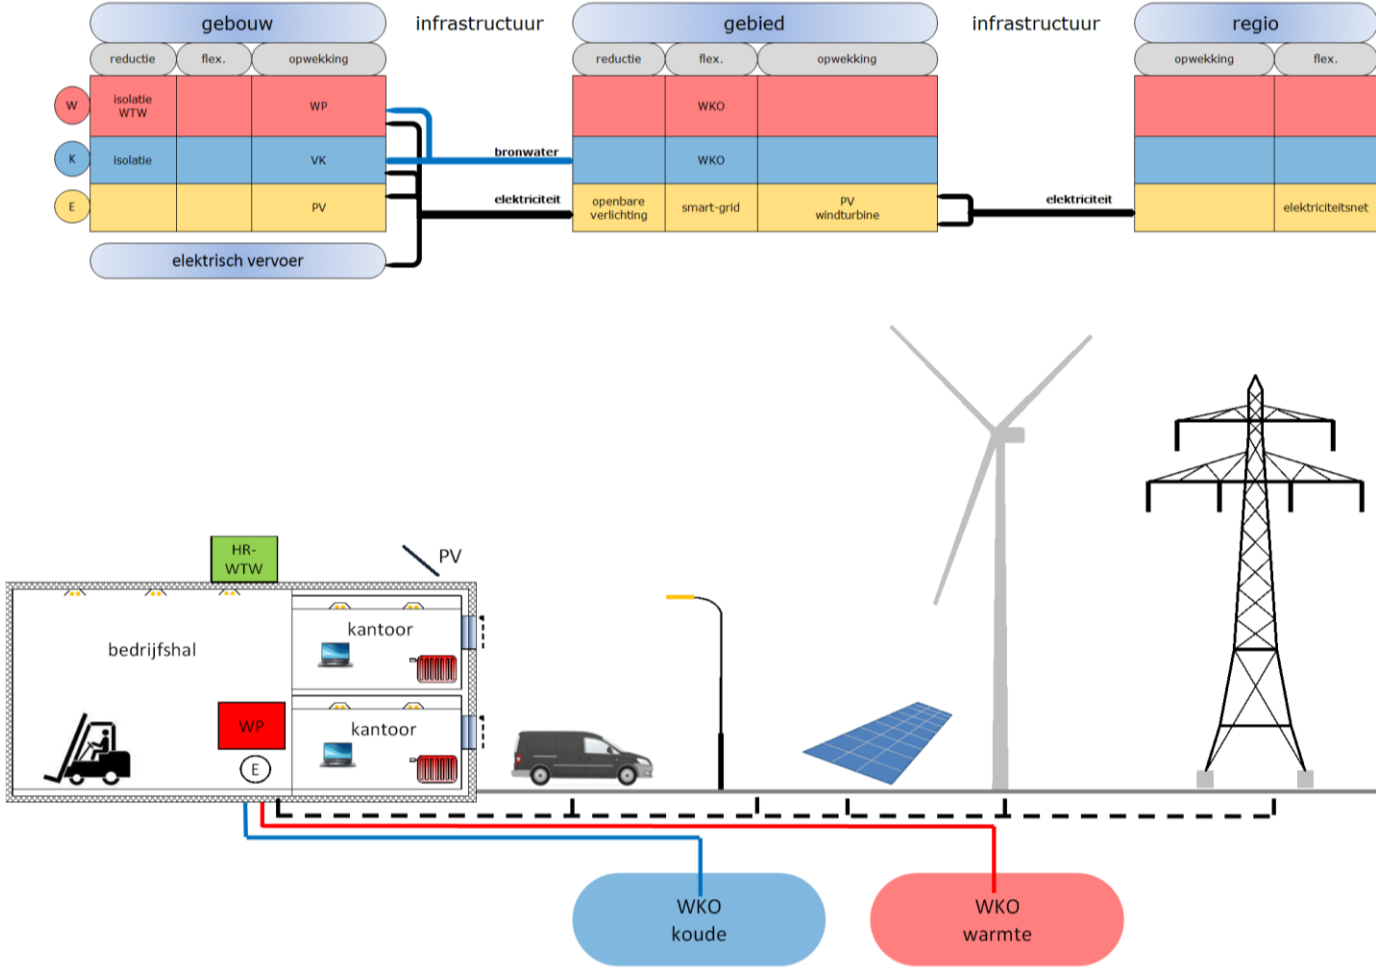 gebouw
infrastructuur
gebied
infrastructuur
regio
reductie
flex.
opwekking
reductie
flex.
opwekking
opwekking
flex.
W
isolatie
WTW
WP
WKO
K
isolatie
VK
bronwater
WKO
E
PV
elektriciteit
openbare
verlichting
smart-grid
PV
windturbine
elektriciteit
elektriciteitsnet
elektrisch vervoer
HR-
WTW
PV
bedrijfshal
kantoor
WP
kantoor
E
WKO
koude
WKO
warmte